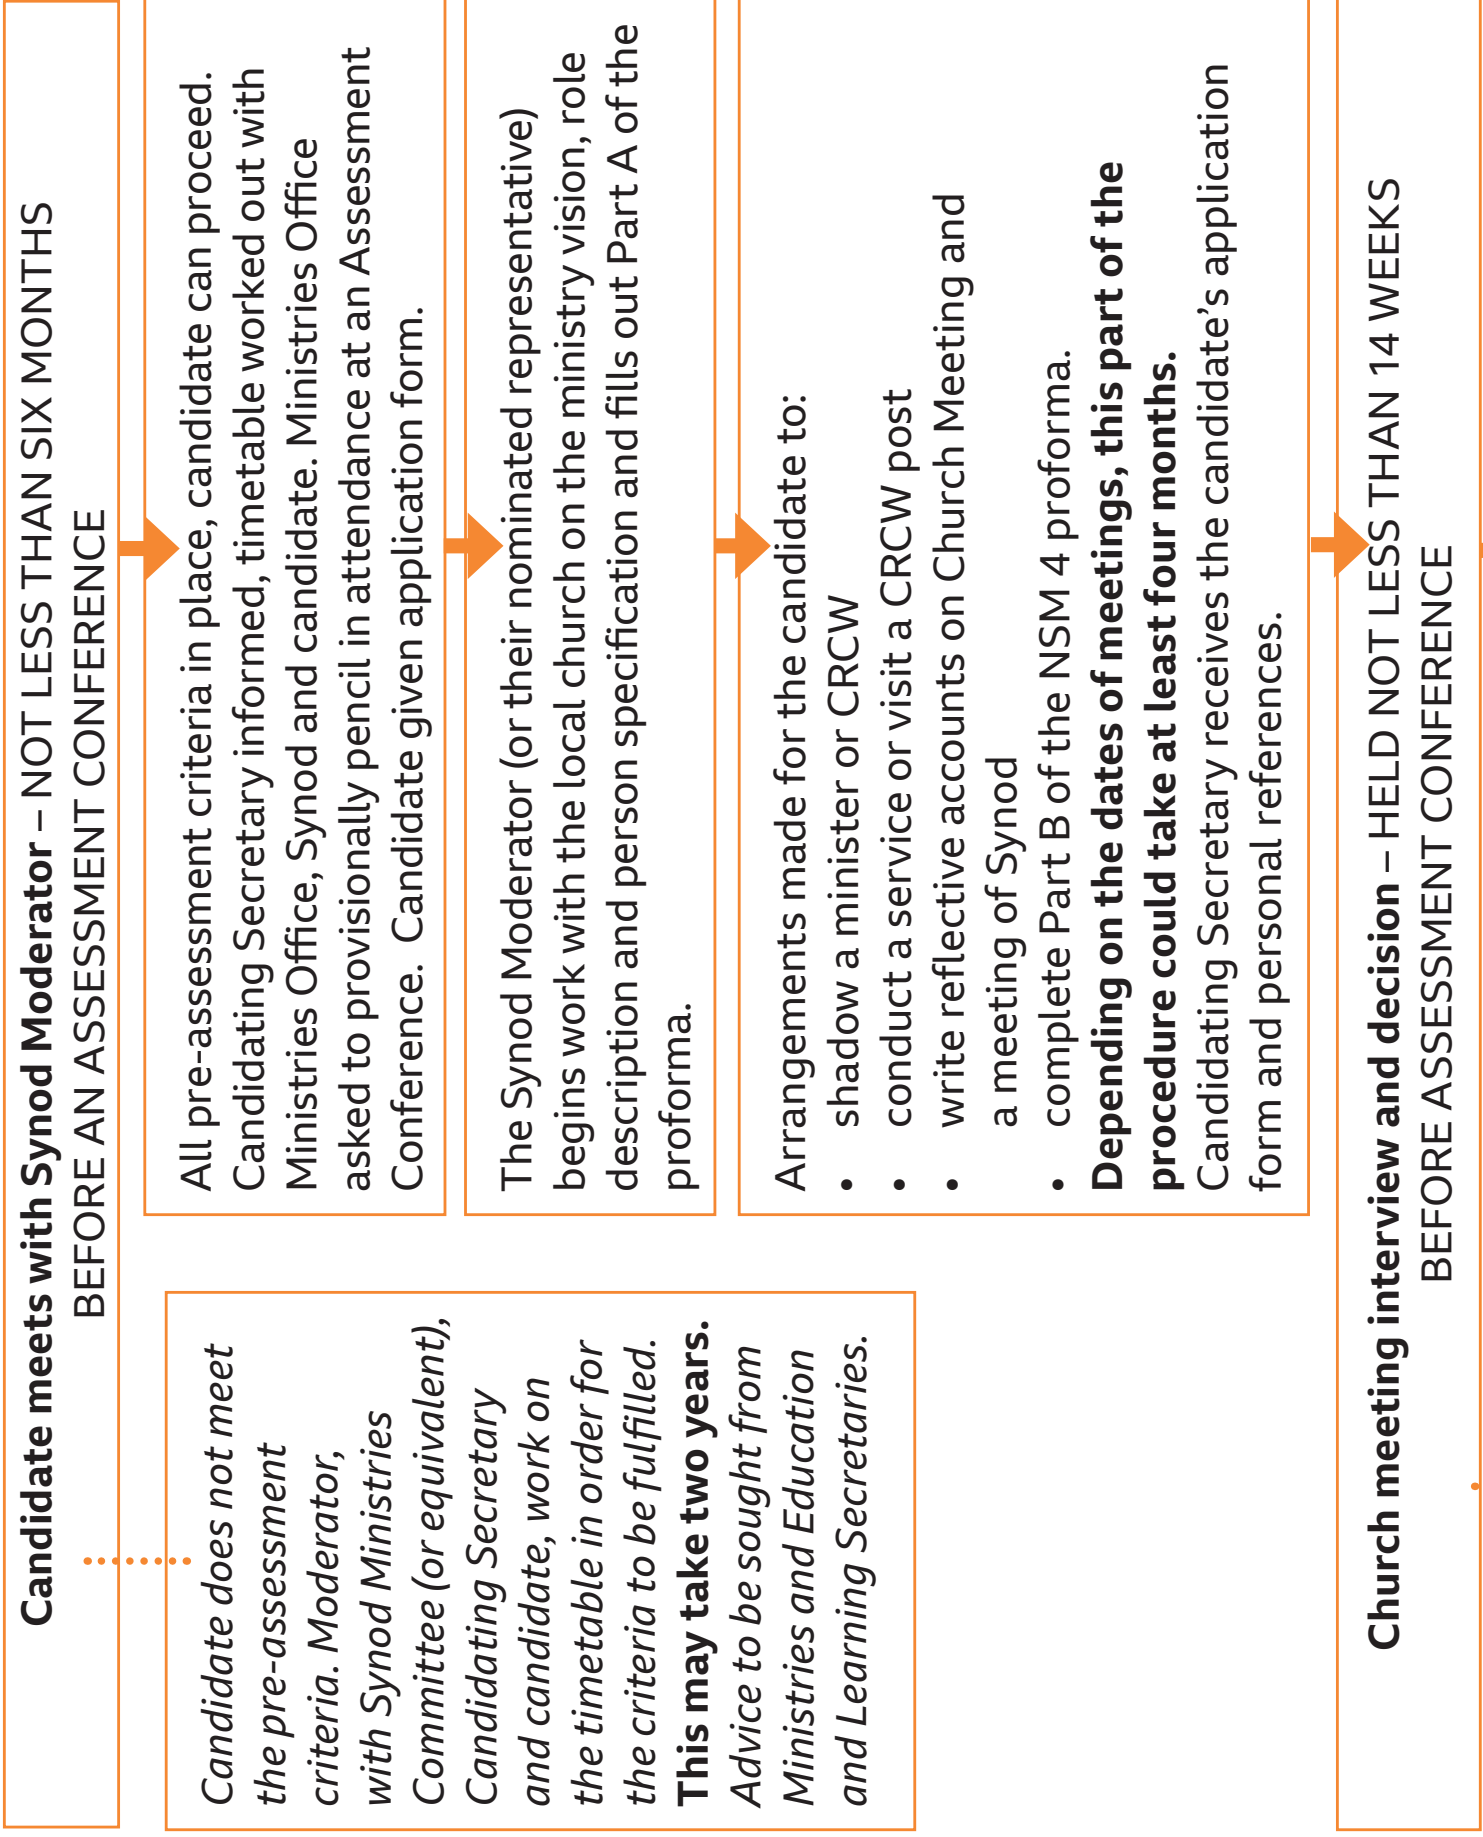 Candidate meets with Synod Moderator – NOT LESS THAN SIX MONTHS
BEFORE AN ASSESSMENT CONFERENCE
Candidate does not meet
the pre-assessment
criteria. Moderator,
with Synod Ministries
Committee (or equivalent),
Candidating Secretary
and candidate, work on
the timetable in order for
the criteria to be fulfilled.
This may take two years.
Advice to be sought from
Ministries and Education
and Learning Secretaries.
All pre-assessment criteria in place, candidate can proceed.
Candidating Secretary informed, timetable worked out with
Ministries Office, Synod and candidate. Ministries Office
asked to provisionally pencil in attendance at an Assessment
Conference.  Candidate given application form.
The Synod Moderator (or their nominated representative)
begins work with the local church on the ministry vision, role
description and person specification and fills out Part A of the
proforma.
Arrangements made for the candidate to:
• shadow a minister or CRCW
• conduct a service or visit a CRCW post
• write reflective accounts on Church Meeting and
a meeting of Synod
• complete Part B of the NSM 4 proforma.
Depending on the dates of meetings, this part of the
procedure could take at least four months.
Candidating Secretary receives the candidate’s application
form and personal references.
Church meeting interview and decision – HELD NOT LESS THAN 14 WEEKS
BEFORE ASSESSMENT CONFERENCE